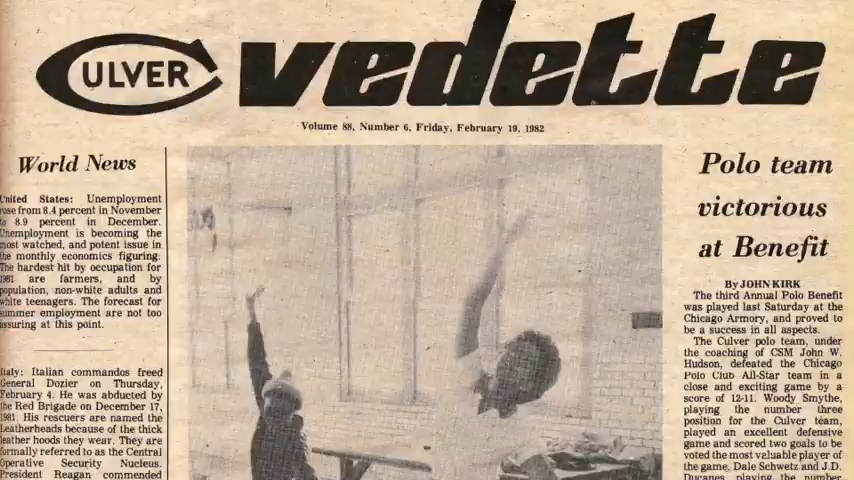 CULVER vedette
Volume 88, Number 6, Friday, February 19, 1982
World News
United States: Unemployment
rose from 8.4 percent in November
to 8.9 percent in December.
Unemployment is becoming the
most watched, and potent issue in
the monthly economics figuring.
The hardest hit by occupation for
1981 are farmers, and by
population, non-white adults and
white teenagers. The forecast for
summer employment are not too
assuring at this point.
Italy: Italian commandos freed
General Dozier on Thursday,
February 4. He was abducted by
the Red Brigade on December 17,
1981. His rescuers are named the
Leatherheads because of the thick
leather hoods they wear. They are
formally referred to as the Central
Operative Security Nucleus.
President Reagan commended
Polo team
victorious
at Benefit
By JOHN KIRK
The third Annual Polo Benefit
was played last Saturday at the
Chicago Armory, and proved to
be a success in all aspects.
The Culver polo team, under
the coaching of CSM John W.
Hudson, defeated the Chicago
Polo Club All-Star team in a
close and exciting game by a
score of 12-11. Woody Smythe,
playing the number three
position for the Culver team,
played an excellent defensive
game and scored two goals to be
voted the most valuable player of
the game. Dale Schwetz and J.D.
Ducanes, playing the number